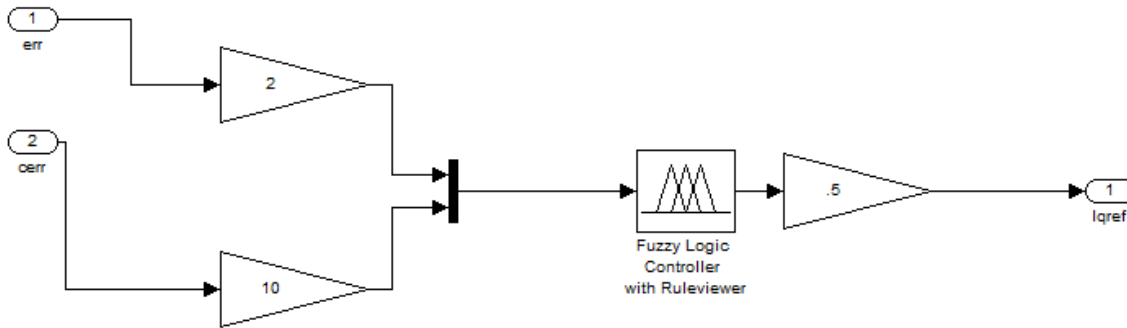 1
err
2
2
cerr
10
Fuzzy Logic
Controller
with Ruleviewer
.5
1
Iqref